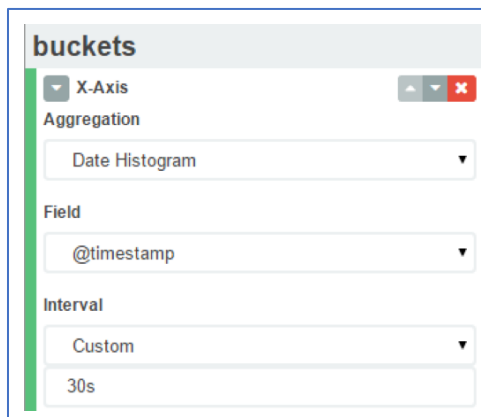 buckets
X-Axis
Aggregation
Date Histogram
Field
@timestamp
Interval
Custom
30s